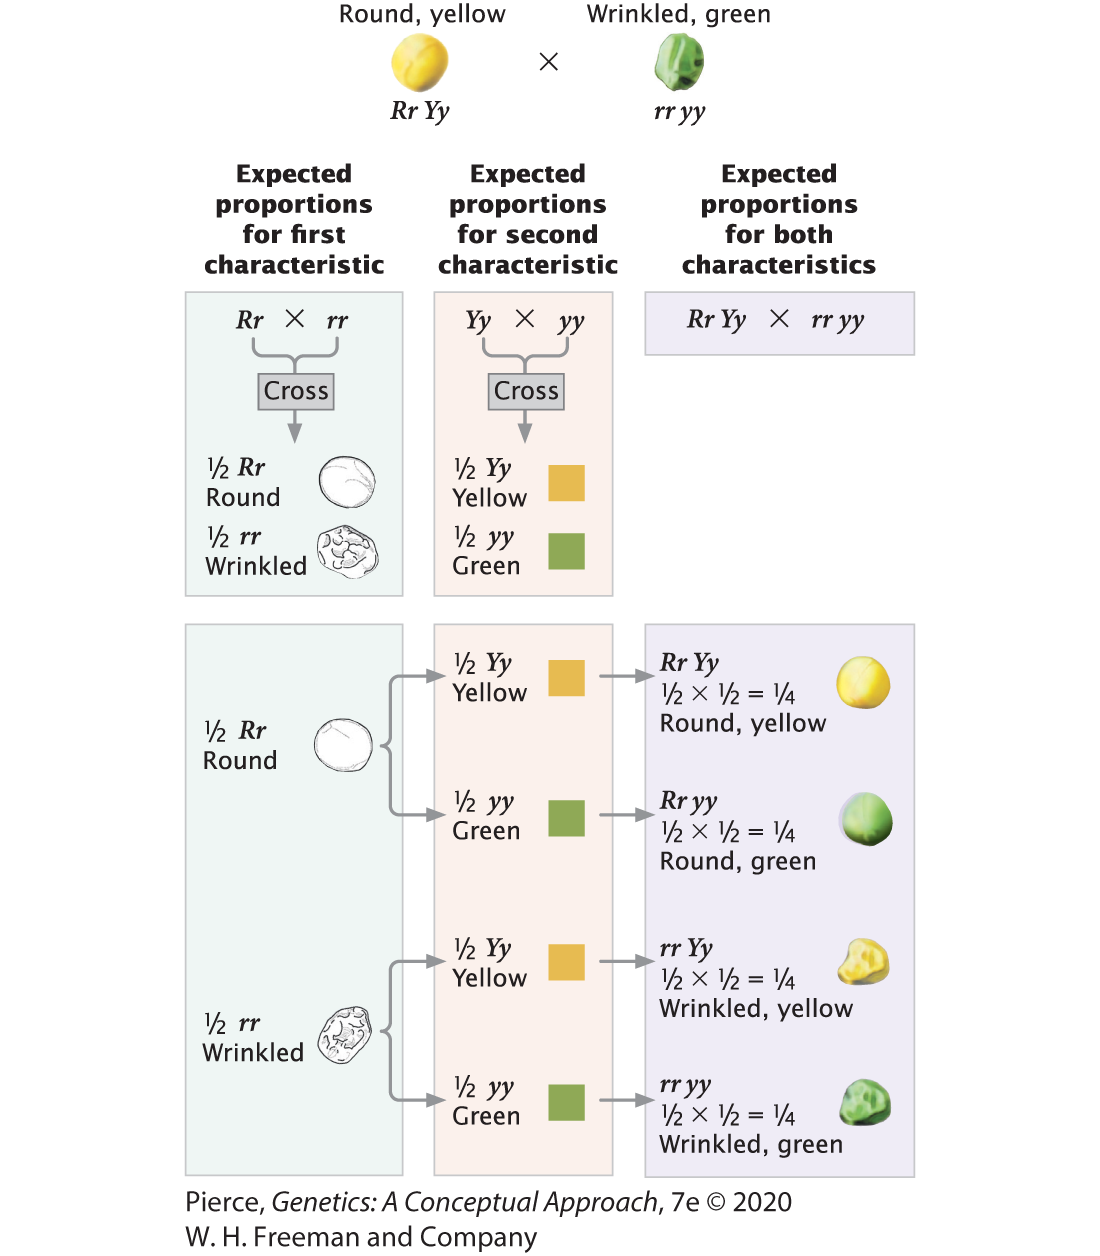 Round, yellow
Wrinkled, green
×
Rr Yy
rr yy
Expected
proportions
for first
characteristic
Expected
proportions
for second
characteristic
Expected
proportions
for both
characteristics
Rr × rr
Cross
½ Rr
Round
½ rr
Wrinkled
Yy × yy
Cross
½ Yy
Yellow
½ yy
Green
Rr Yy × rr yy
½ Rr
Round
½ Yy
Yellow
Rr Yy
½ × ½ = ¼
Round, yellow
½ yy
Green
Rr yy
½ × ½ = ¼
Round, green
½ rr
Wrinkled
½ Yy
Yellow
rr Yy
½ × ½ = ¼
Wrinkled, yellow
½ yy
Green
rr yy
½ × ½ = ¼
Wrinkled, green
Pierce, Genetics: A Conceptual Approach, 7e © 2020
W. H. Freeman and Company